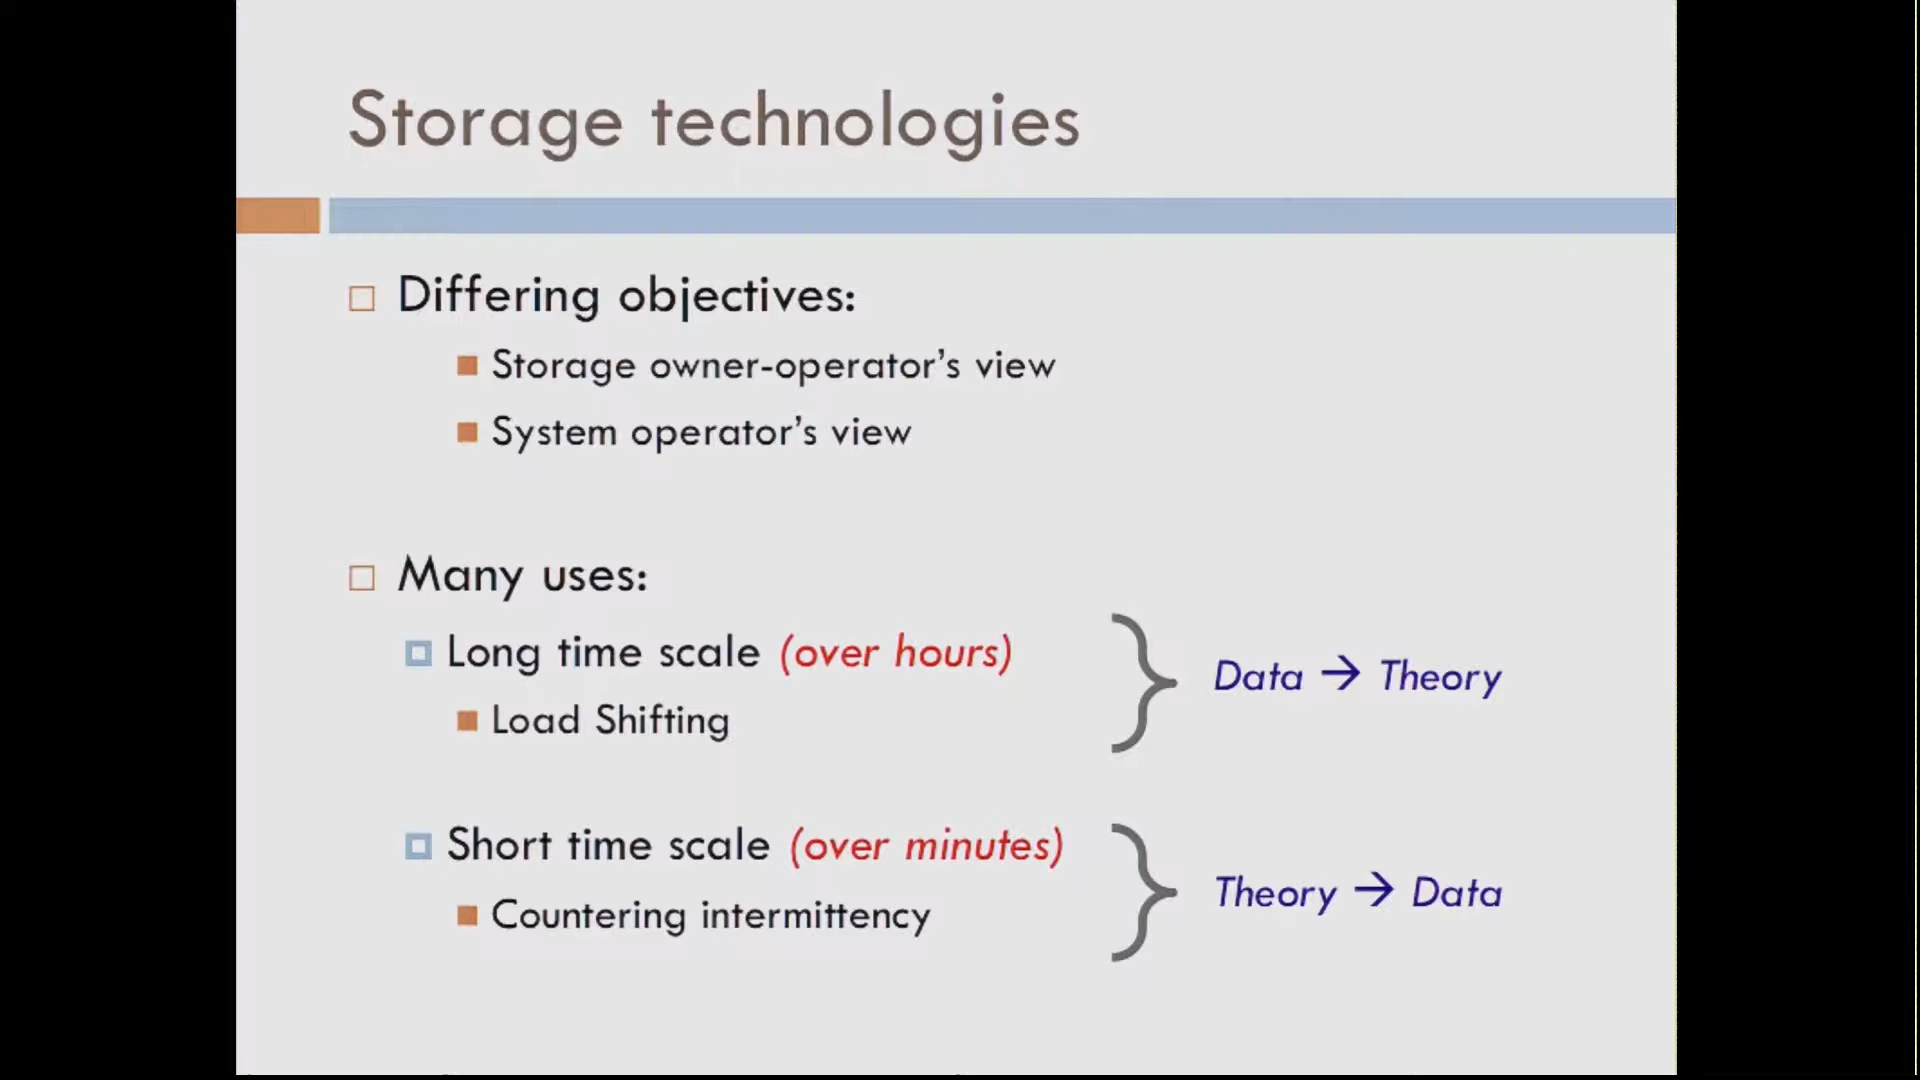 Storage technologies
Differing objectives:
Storage owner-operator’s view
System operator’s view
Many uses:
Long time scale (over hours)
Load Shifting
Data → Theory
Short time scale (over minutes)
Countering intermittency
Theory → Data